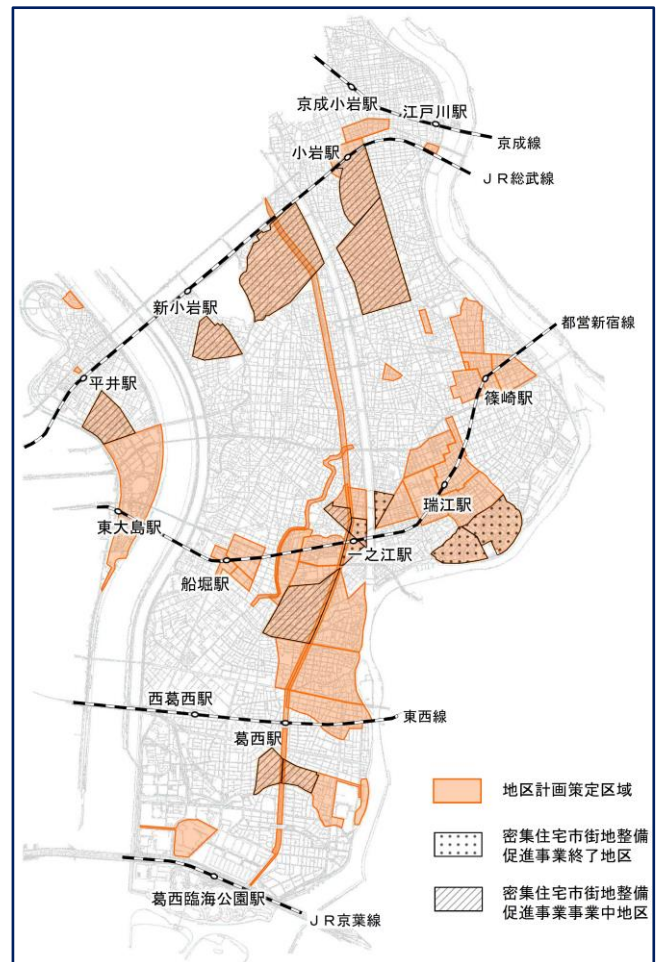 京成小岩駅
江戸川駅
京成線
小岩駅
JR総武線
新小岩駅
都営新宿線
平井駅
篠崎駅
瑞江駅
東大島駅
一之江駅
船堀駅
西葛西駅
東西線
葛西駅
地区計画策定区域
密集住宅市街地整備
促進事業終了地区
密集住宅市街地整備
促進事業事業中地区
葛西臨海公園駅
JR京葉線